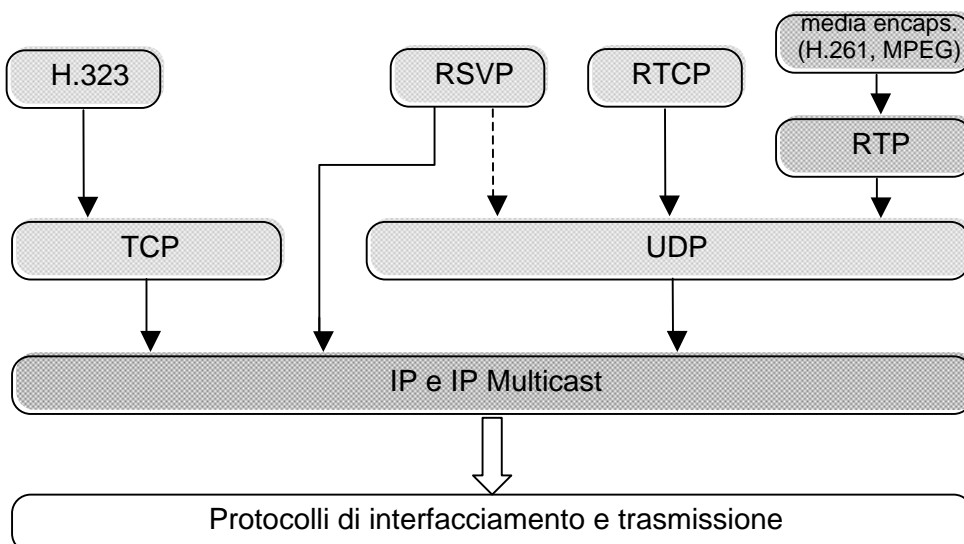 media encaps.
(H.261, MPEG)
H.323
RSVP
RTCP
RTP
TCP
UDP
IP e IP Multicast
Protocolli di interfacciamento e trasmissione